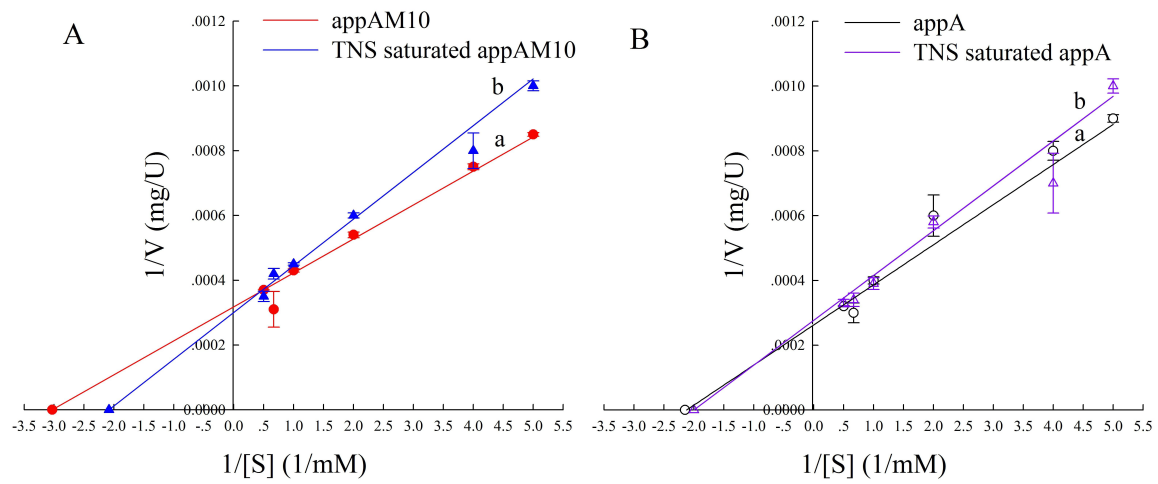 A
appAM10
TNS saturated appAM10
.0012
.0010
.0008
.0006
.0004
.0002
0.0000
1/V (mg/U)
b
a
-3.5 -3.0 -2.5 -2.0 -1.5 -1.0 -.5 0.0 .5 1.0 1.5 2.0 2.5 3.0 3.5 4.0 4.5 5.0 5.5
1/[S] (1/mM)
B
appA
TNS saturated appA
.0012
.0010
.0008
.0006
.0004
.0002
0.0000
1/V (mg/U)
b
a
-3.5 -3.0 -2.5 -2.0 -1.5 -1.0 -.5 0.0 .5 1.0 1.5 2.0 2.5 3.0 3.5 4.0 4.5 5.0 5.5
1/[S] (1/mM)